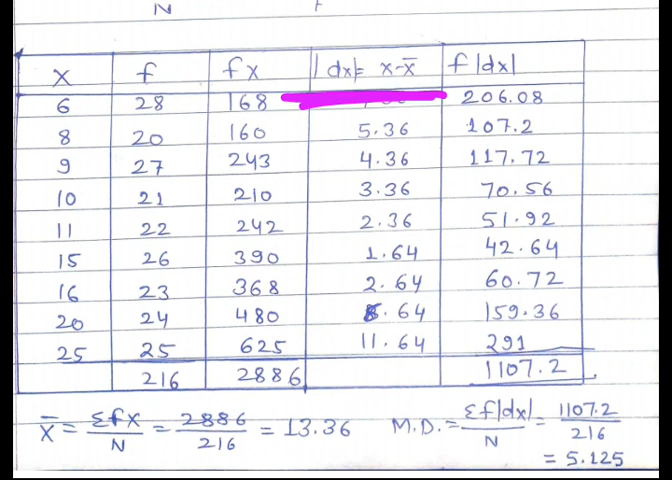 N
x f fx |dx|= x-x̄ f|dx|
6 28 168 206.08
8 20 160 5.36 107.2
9 27 243 4.36 117.72
10 21 210 3.36 70.56
11 22 242 2.36 51.92
15 26 390 1.64 42.64
16 23 368 2.64 60.72
20 24 480 6.64 159.36
25 25 625 11.64 291
216 2886 1107.2
x̄ = Σfx/N = 2886/216 = 13.36 M.D. = Σf|dx|/N = 1107.2/216
= 5.125